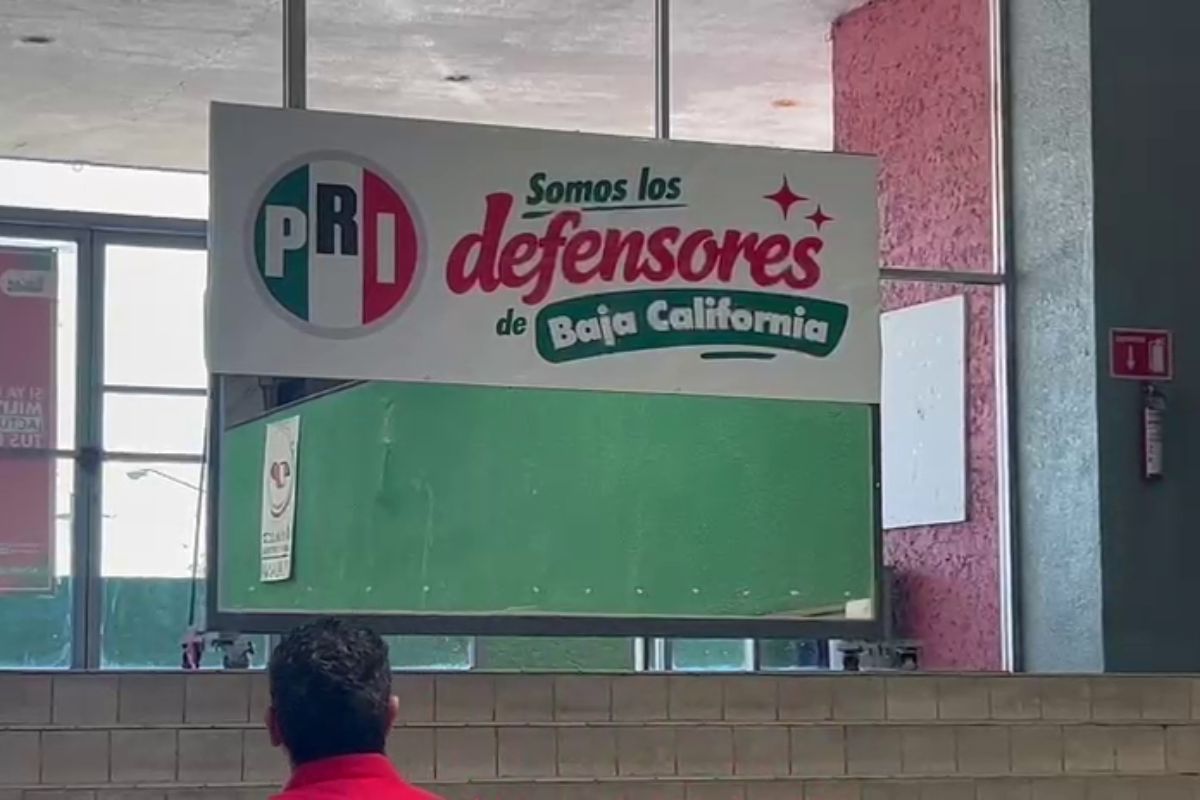 PRI
Somos los
defensores
de Baja California